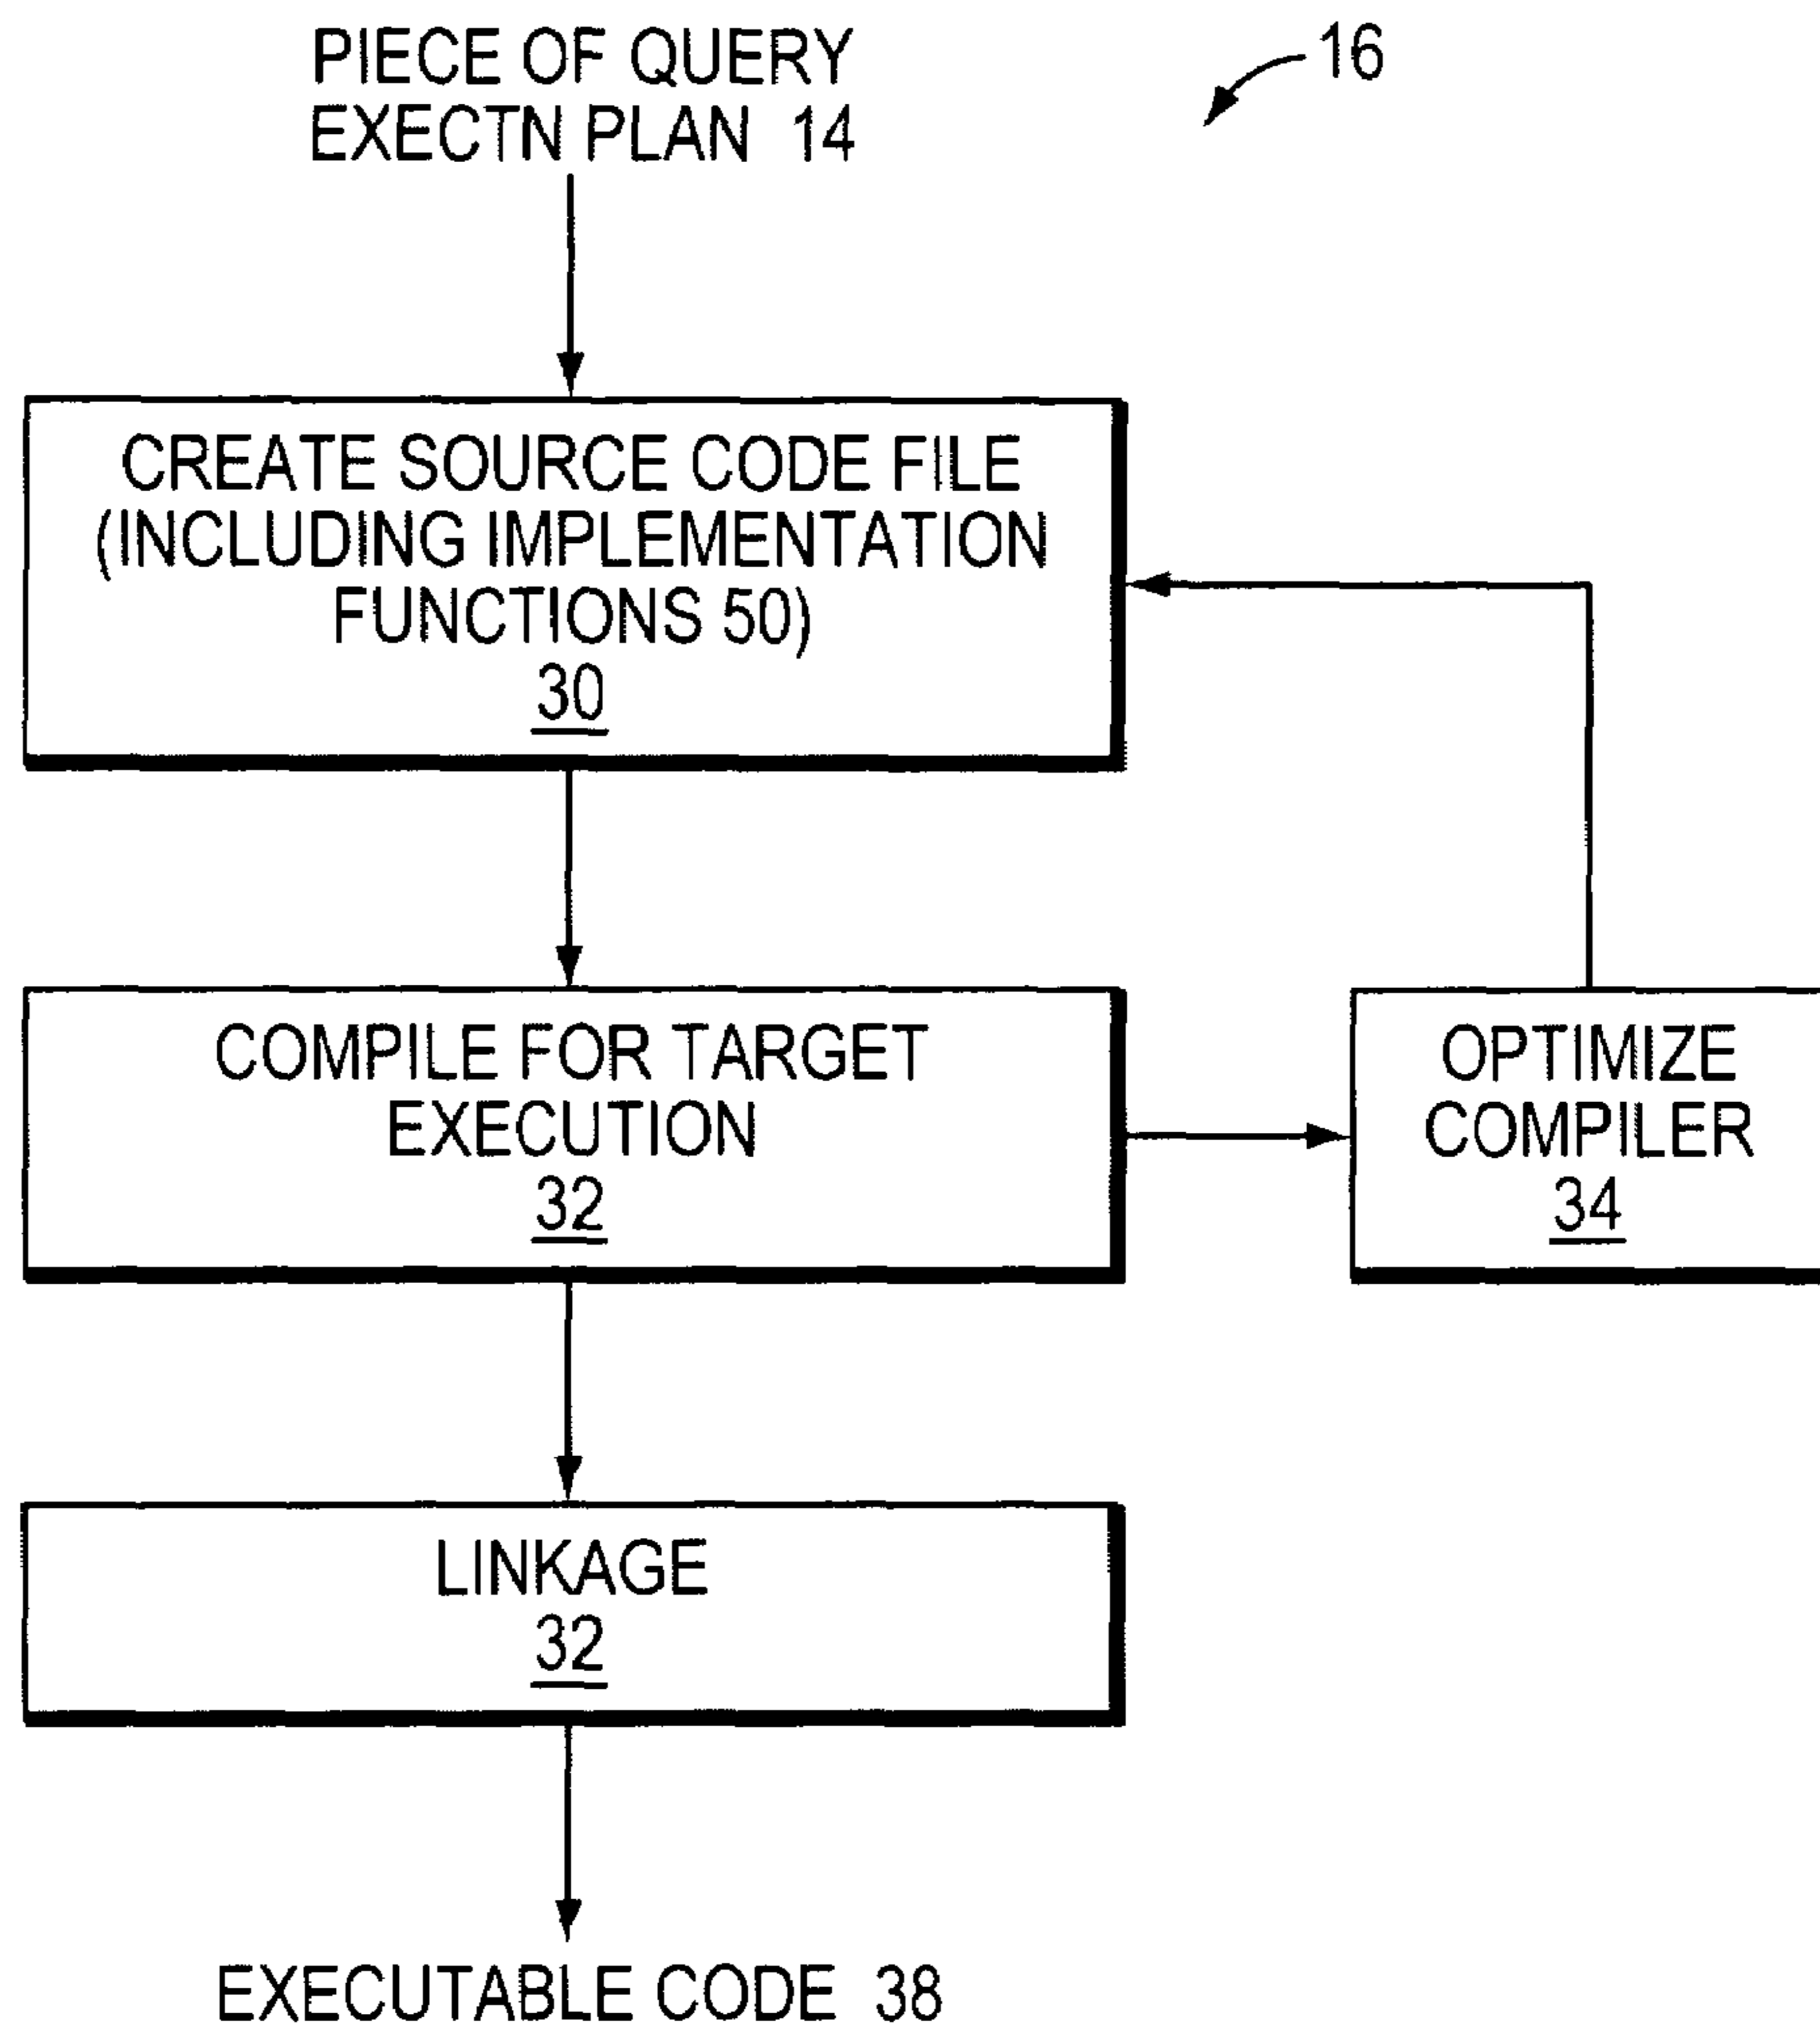 PIECE OF QUERY
EXECTN PLAN 14
16
CREATE SOURCE CODE FILE
(INCLUDING IMPLEMENTATION
FUNCTIONS 50)
30
COMPILE FOR TARGET
EXECUTION
32
OPTIMIZE
COMPILER
34
LINKAGE
32
EXECUTABLE CODE 38